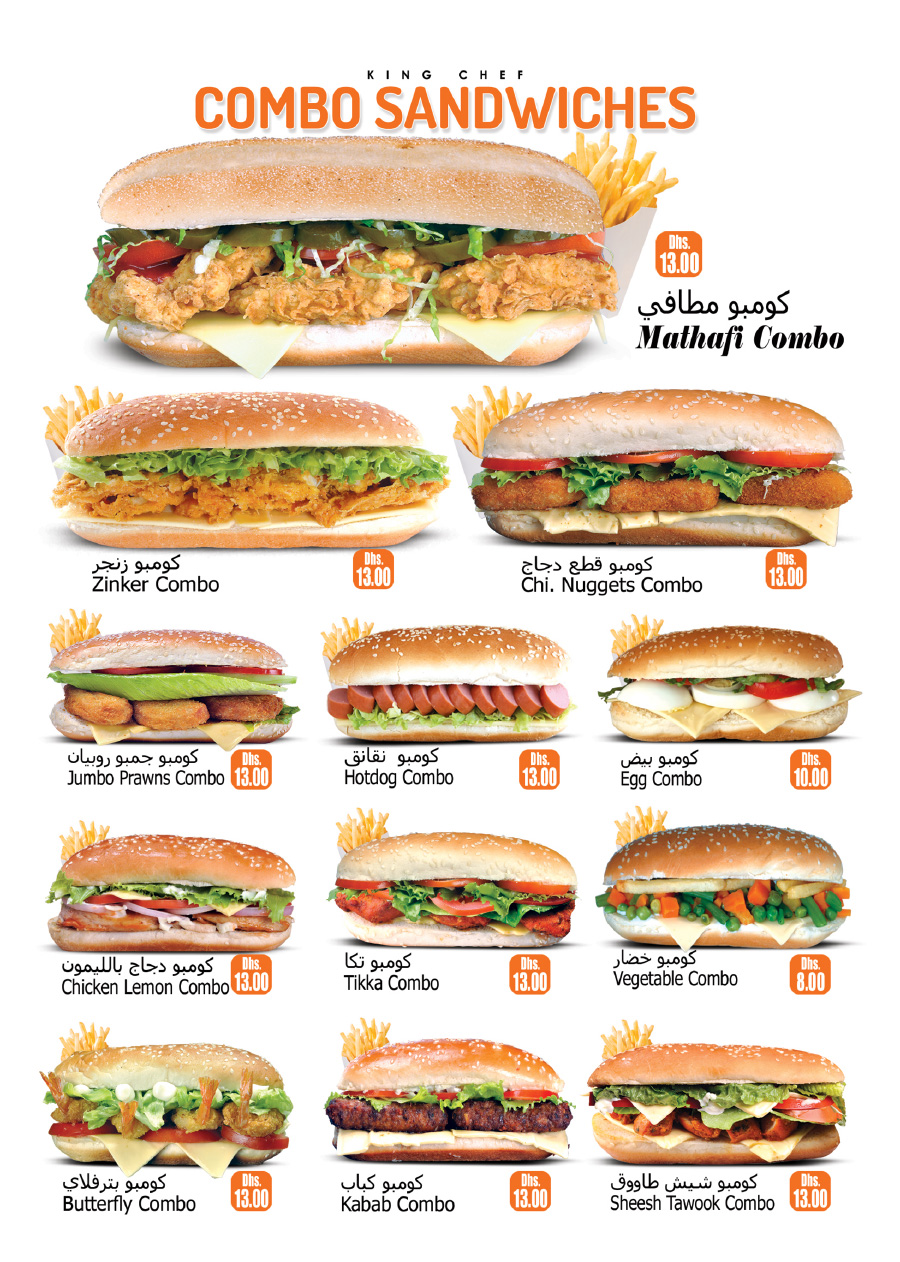 KING CHEF
COMBO SANDWICHES
Dhs.
13.00
كومبو مطافي
Mathafi Combo
كومبو زنجر
Zinker Combo
Dhs.
13.00
كومبو قطع دجاج
Chi. Nuggets Combo
Dhs.
13.00
كومبو جمبو روبيان
Jumbo Prawns Combo
Dhs.
13.00
كومبو نقانق
Hotdog Combo
Dhs.
13.00
كومبو بيض
Egg Combo
Dhs.
10.00
كومبو دجاج بالليمون
Chicken Lemon Combo
Dhs.
13.00
كومبو تكا
Tikka Combo
Dhs.
13.00
كومبو خضار
Vegetable Combo
Dhs.
8.00
كومبو بترفلاي
Butterfly Combo
Dhs.
13.00
كومبو كباب
Kabab Combo
Dhs.
13.00
كومبو شيش طاووق
Sheesh Tawook Combo
Dhs.
13.00